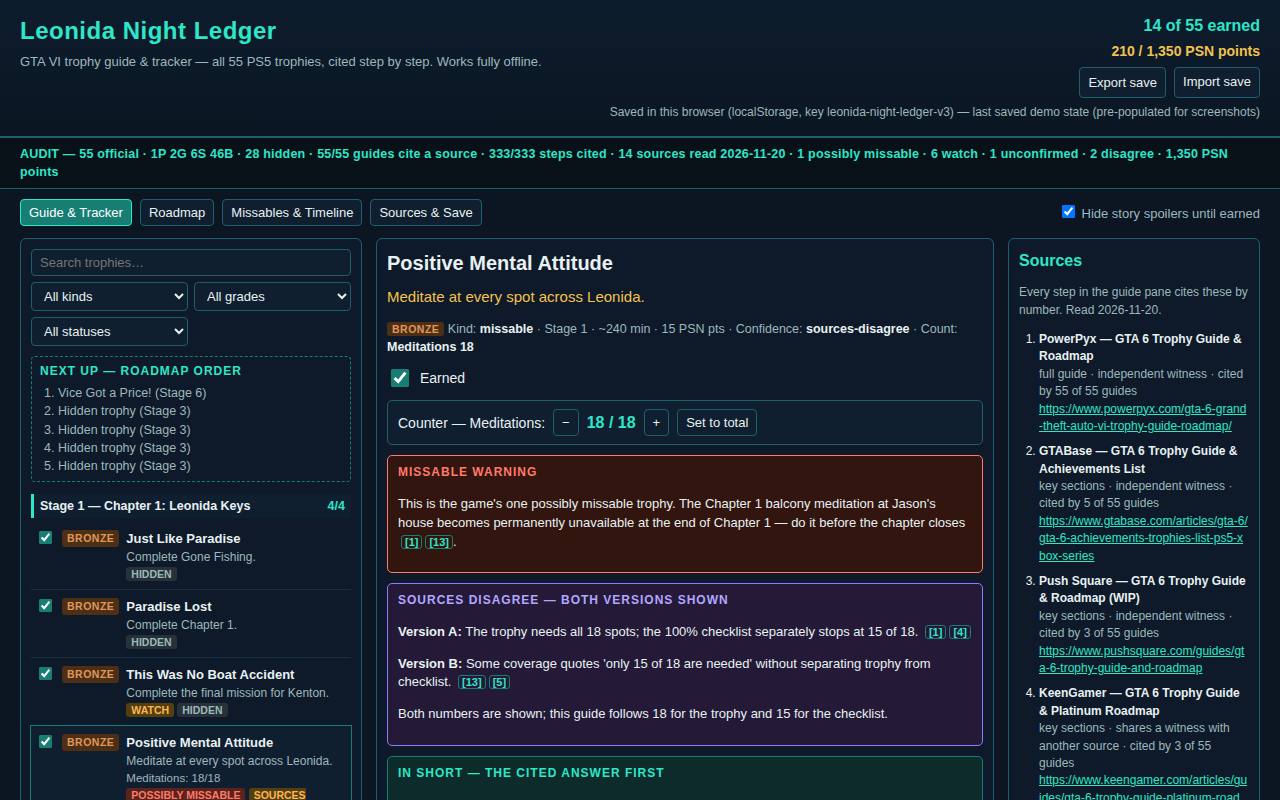 Leonida Night Ledger
GTA VI trophy guide & tracker — all 55 PS5 trophies, cited step by step. Works fully offline.
14 of 55 earned
210 / 1,350 PSN points
Export save
Import save
Saved in this browser (localStorage, key leonida-night-ledger-v3) — last saved demo state (pre-populated for screenshots)
AUDIT — 55 official · 1P 2G 6S 46B · 28 hidden · 55/55 guides cite a source · 333/333 steps cited · 14 sources read 2026-11-20 · 1 possibly missable · 6 watch · 1 unconfirmed · 2 disagree · 1,350 PSN
points
Guide & Tracker
Roadmap
Missables & Timeline
Sources & Save
Hide story spoilers until earned
Search trophies…
All kinds
All grades
All statuses
NEXT UP — ROADMAP ORDER
1. Vice Got a Price! (Stage 6)
2. Hidden trophy (Stage 3)
3. Hidden trophy (Stage 3)
4. Hidden trophy (Stage 3)
5. Hidden trophy (Stage 3)
Stage 1 — Chapter 1: Leonida Keys 4/4
BRONZE Just Like Paradise
Complete Gone Fishing.
HIDDEN
BRONZE Paradise Lost
Complete Chapter 1.
HIDDEN
BRONZE This Was No Boat Accident
Complete the final mission for Kenton.
WATCH HIDDEN
BRONZE Positive Mental Attitude
Meditate at every spot across Leonida.
Meditations: 18/18
POSSIBLY MISSABLE SOURCES
Positive Mental Attitude
Meditate at every spot across Leonida.
BRONZE Kind: missable · Stage 1 · ~240 min · 15 PSN pts · Confidence: sources-disagree · Count:
Meditations 18
Earned
Counter — Meditations: − 18 / 18 + Set to total
MISSABLE WARNING
This is the game's one possibly missable trophy. The Chapter 1 balcony meditation at Jason's
house becomes permanently unavailable at the end of Chapter 1 — do it before the chapter closes
[1] [13].
SOURCES DISAGREE — BOTH VERSIONS SHOWN
Version A: The trophy needs all 18 spots; the 100% checklist separately stops at 15 of 18. [1] [4]
Version B: Some coverage quotes 'only 15 of 18 are needed' without separating trophy from
checklist. [13] [5]
Both numbers are shown; this guide follows 18 for the trophy and 15 for the checklist.
IN SHORT — THE CITED ANSWER FIRST
Sources
Every step in the guide pane cites these by
number. Read 2026-11-20.
1. PowerPyx — GTA 6 Trophy Guide &
Roadmap
full guide · independent witness · cited
by 55 of 55 guides
https://www.powerpyx.com/gta-6-grand
-theft-auto-vi-trophy-guide-roadmap/
2. GTABase — GTA 6 Trophy Guide &
Achievements List
key sections · independent witness ·
cited by 5 of 55 guides
https://www.gtabase.com/articles/gta-6/
gta-6-achievements-trophies-list-ps5-x
box-series
3. Push Square — GTA 6 Trophy Guide
& Roadmap (WIP)
key sections · independent witness ·
cited by 3 of 55 guides
https://www.pushsquare.com/guides/gt
a-6-trophy-guide-and-roadmap
4. KeenGamer — GTA 6 Trophy Guide
& Platinum Roadmap
key sections · shares a witness with
another source · cited by 3 of 55
guides
https://www.keengamer.com/articles/gu
ides/gta-6-trophy-guide-platinum-road